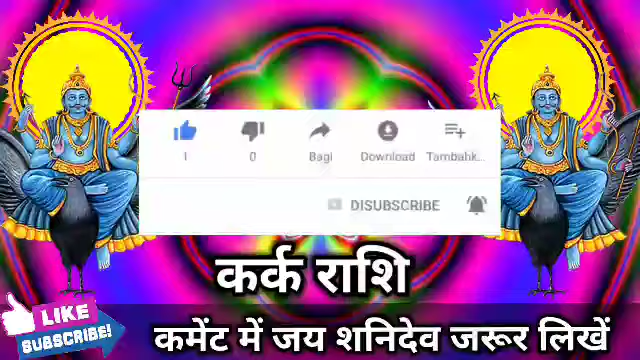 1 0 Bagi Download Tambahk...
DISUBSCRIBE
कर्क राशि
LIKE
SUBSCRIBE!
कमेंट में जय शनिदेव जरूर लिखें